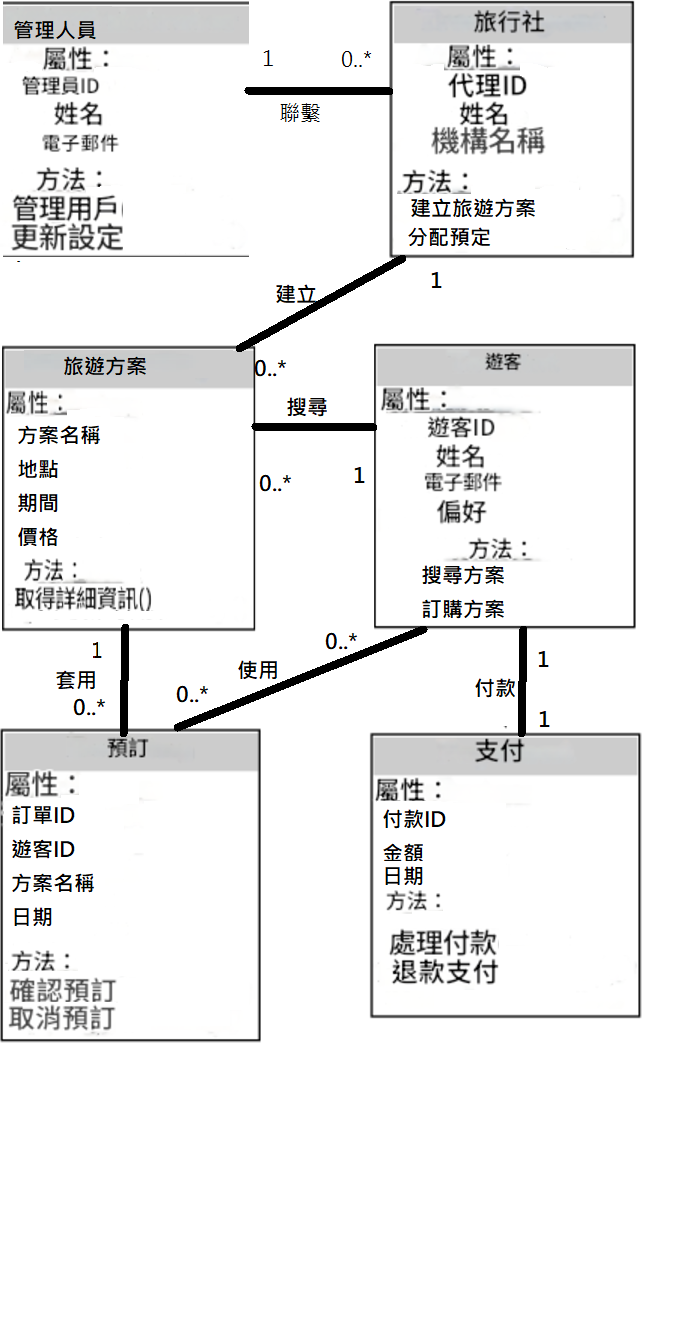 管理人員
屬性：
管理員ID
姓名
電子郵件
方法：
管理用戶(
更新設定
1
0..*
聯繫
旅行社
屬性：
代理ID
姓名
機構名稱
方法：
建立旅遊方案
分配預定
建立
1
0..*
旅遊方案
屬性：
方案名稱
地點
期間
價格
方法：
取得詳細資訊()
搜尋
0..*
1
遊客
屬性：
遊客ID
姓名
電子郵件
偏好
方法：
搜尋方案
訂購方案
1
套用
0..*
0..*
使用
0..*
1
付款
1
預訂
屬性：
訂單ID
遊客ID
方案名稱
日期
方法：
確認預訂
取消預訂
支付
屬性：
付款ID
金額
日期
方法：
處理付款
退款支付